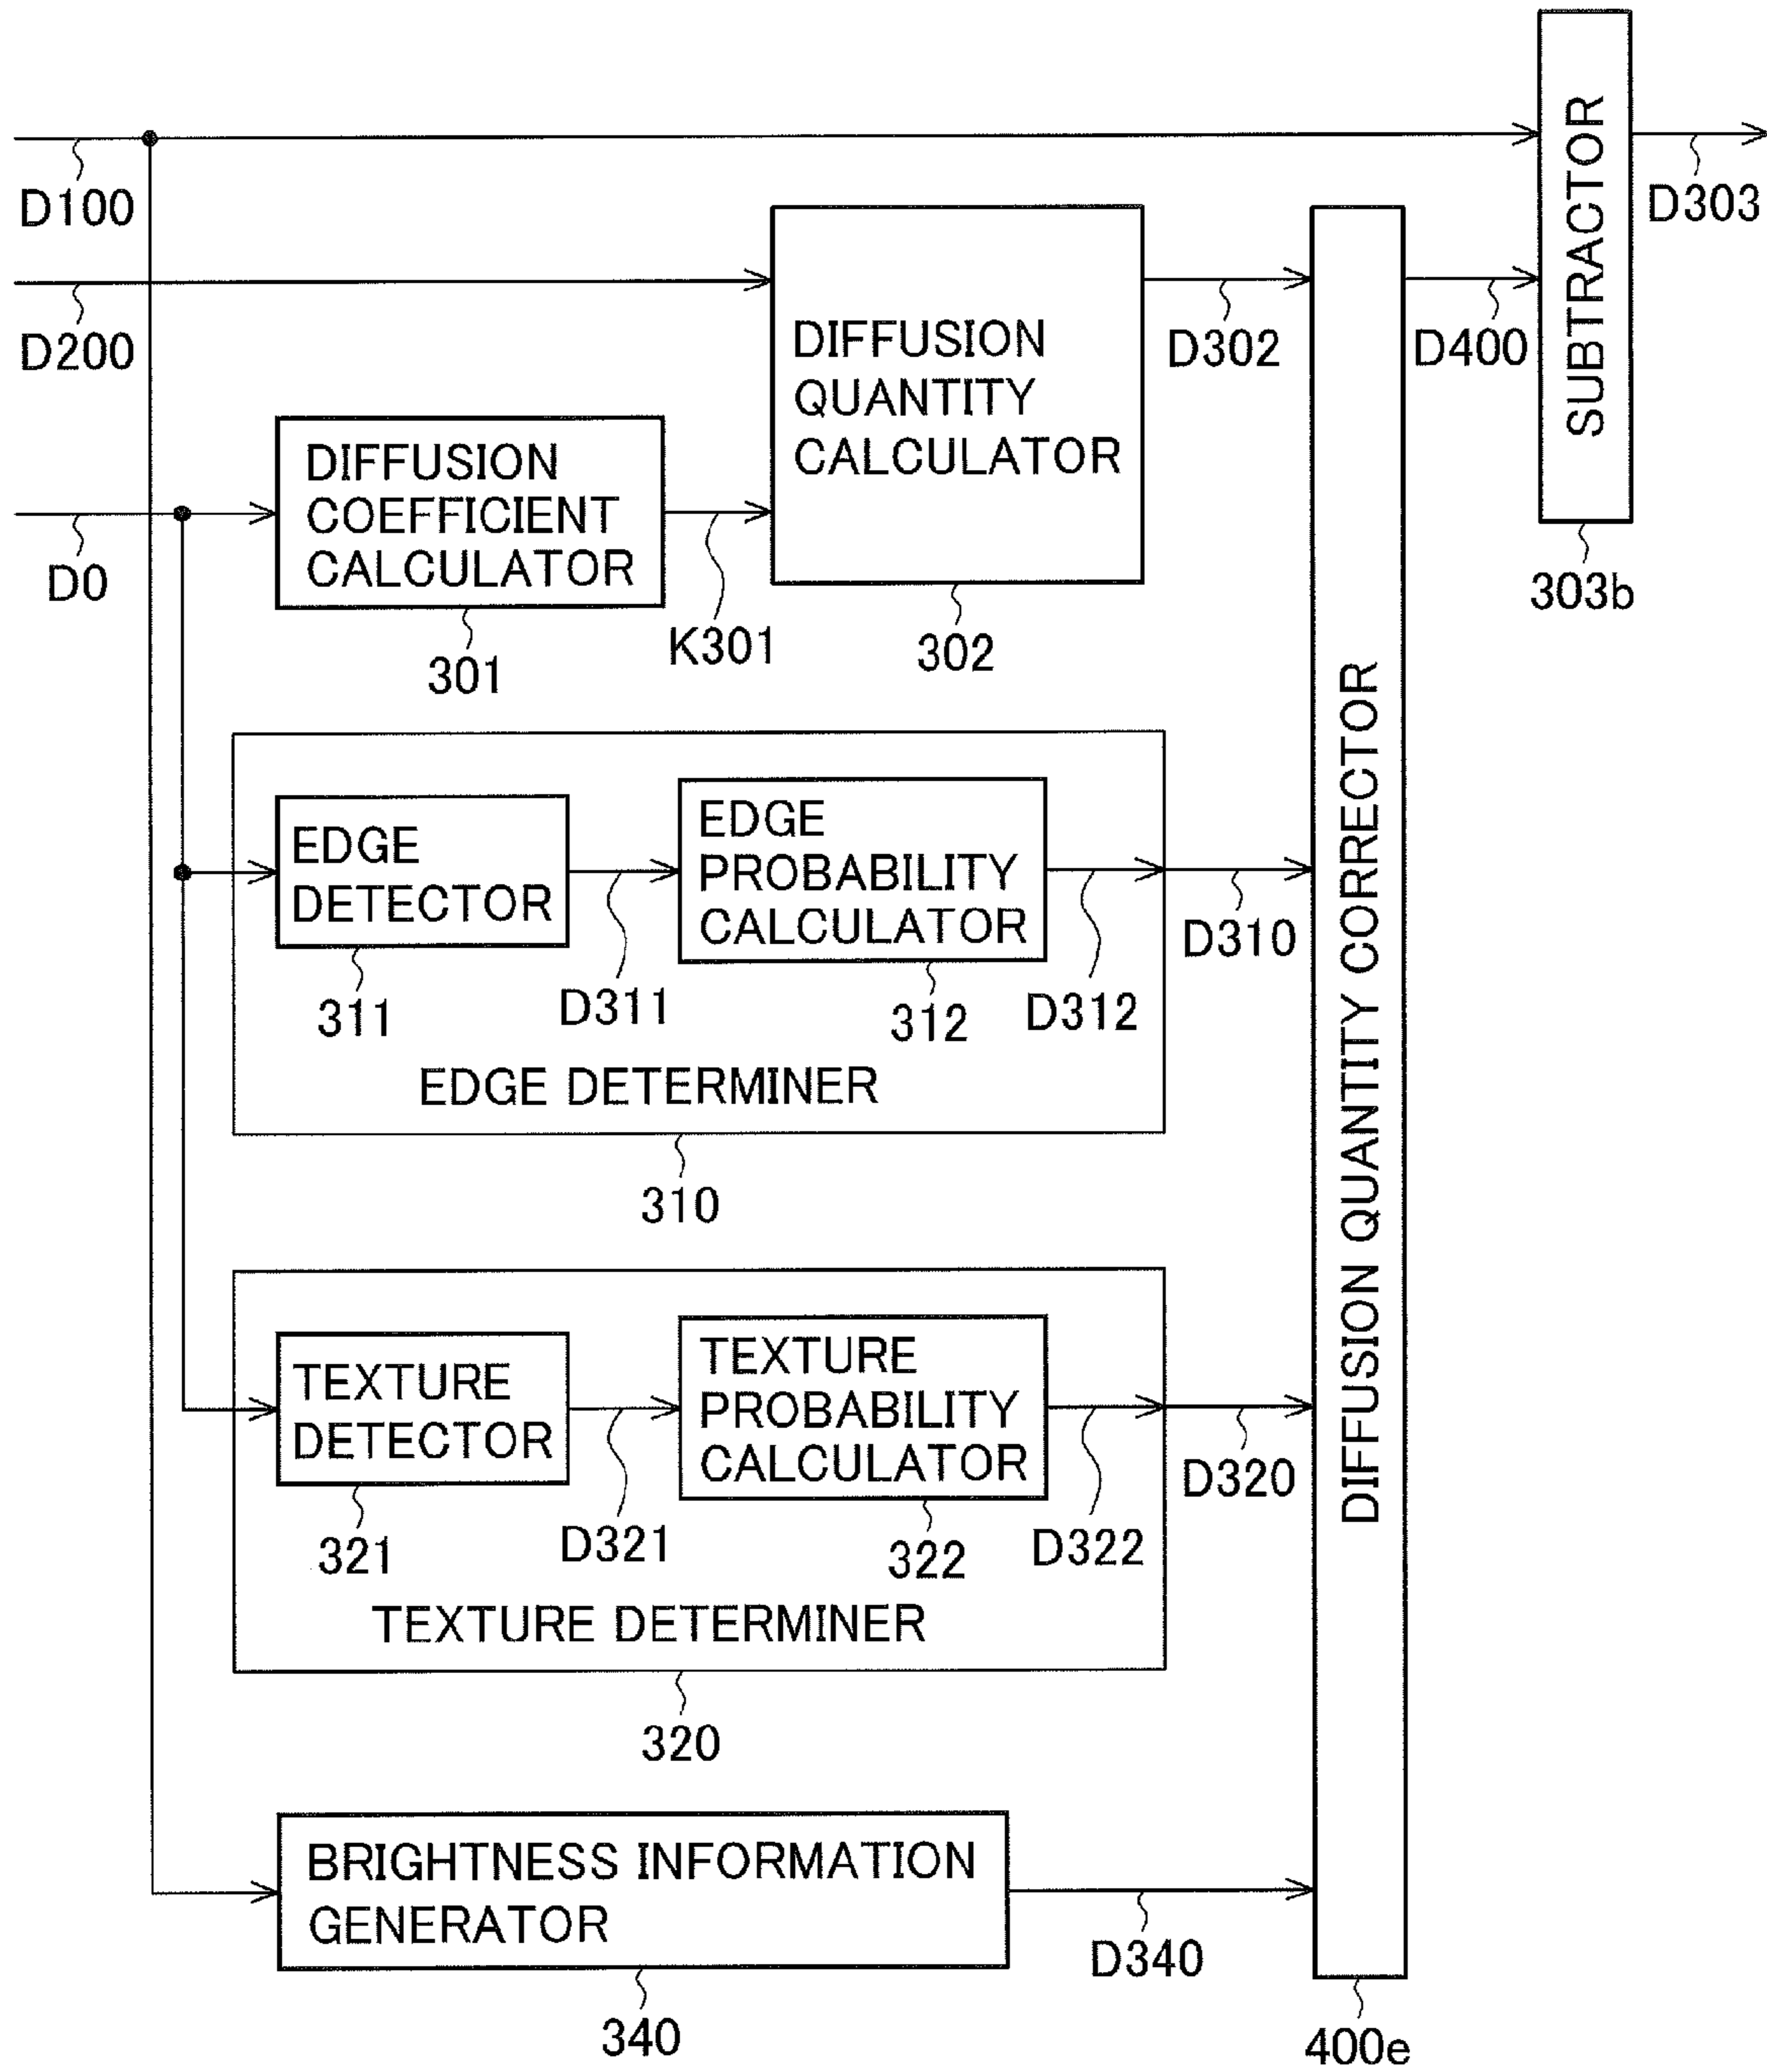 D100
D200
D0
DIFFUSION
COEFFICIENT
CALCULATOR
301
K301
DIFFUSION
QUANTITY
CALCULATOR
302
D302
D400
SUBTRACTOR
303b
D303
EDGE
DETECTOR
311
D311
EDGE
PROBABILITY
CALCULATOR
312
D312
D310
EDGE DETERMINER
310
TEXTURE
DETECTOR
321
D321
TEXTURE
PROBABILITY
CALCULATOR
322
D322
D320
TEXTURE DETERMINER
320
BRIGHTNESS INFORMATION
GENERATOR
340
D340
DIFFUSION QUANTITY CORRECTOR
400e